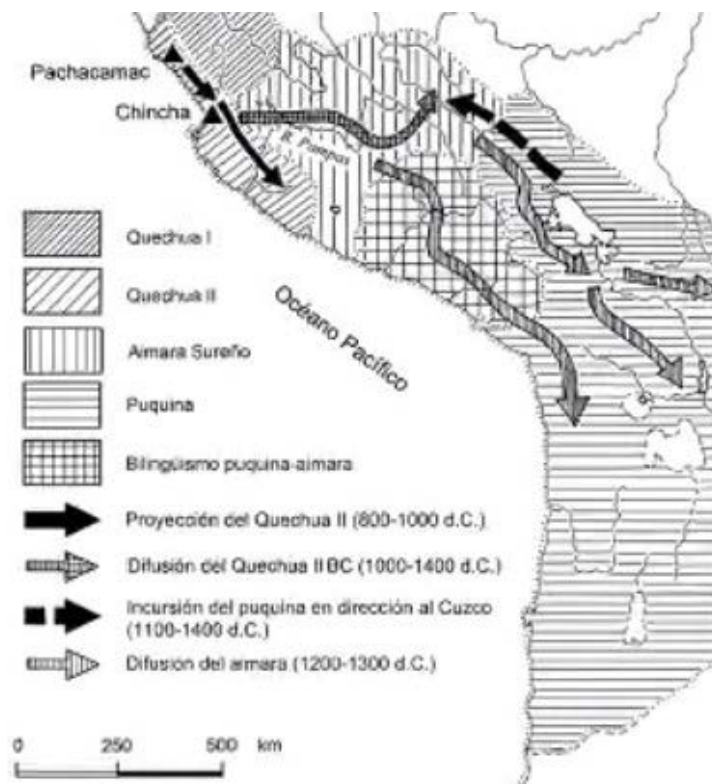 Pachacamac
Chincha
R. Pampas
Océano Pacífico
Quechua I
Quechua II
Aimara Sureño
Puquina
Bilingüismo puquina-aimara
Proyección del Quechua II (800-1000 d.C.)
Difusión del Quechua II BC (1000-1400 d.C.)
Incursión del puquina en dirección al Cuzco
(1100-1400 d.C.)
Difusión del aimara (1200-1300 d.C.)
0 250 500 km